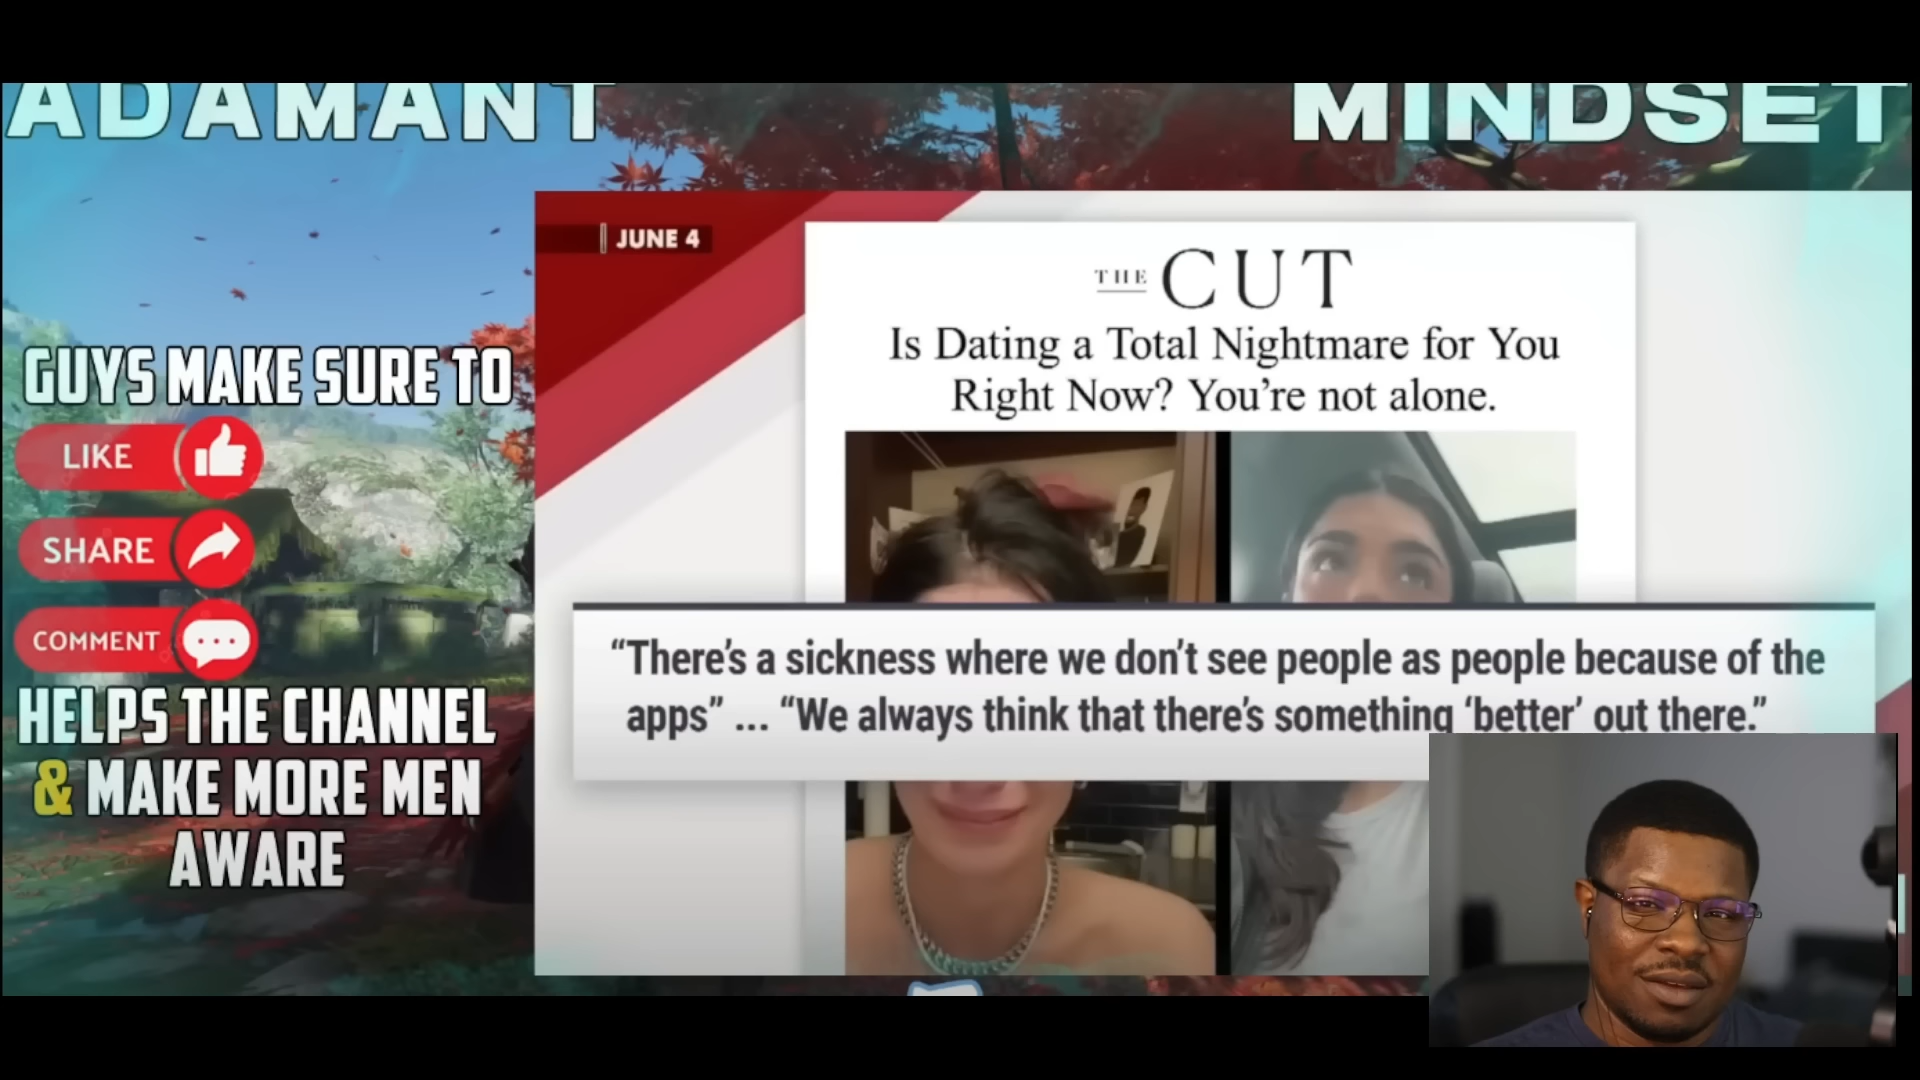 ADAMANT
MINDSET
GUYS MAKE SURE TO
LIKE
SHARE
COMMENT
HELPS THE CHANNEL
& MAKE MORE MEN
AWARE
JUNE 4
THE CUT
Is Dating a Total Nightmare for You
Right Now? You’re not alone.
“There’s a sickness where we don’t see people as people because of the
apps” ... “We always think that there’s something ‘better’ out there.”